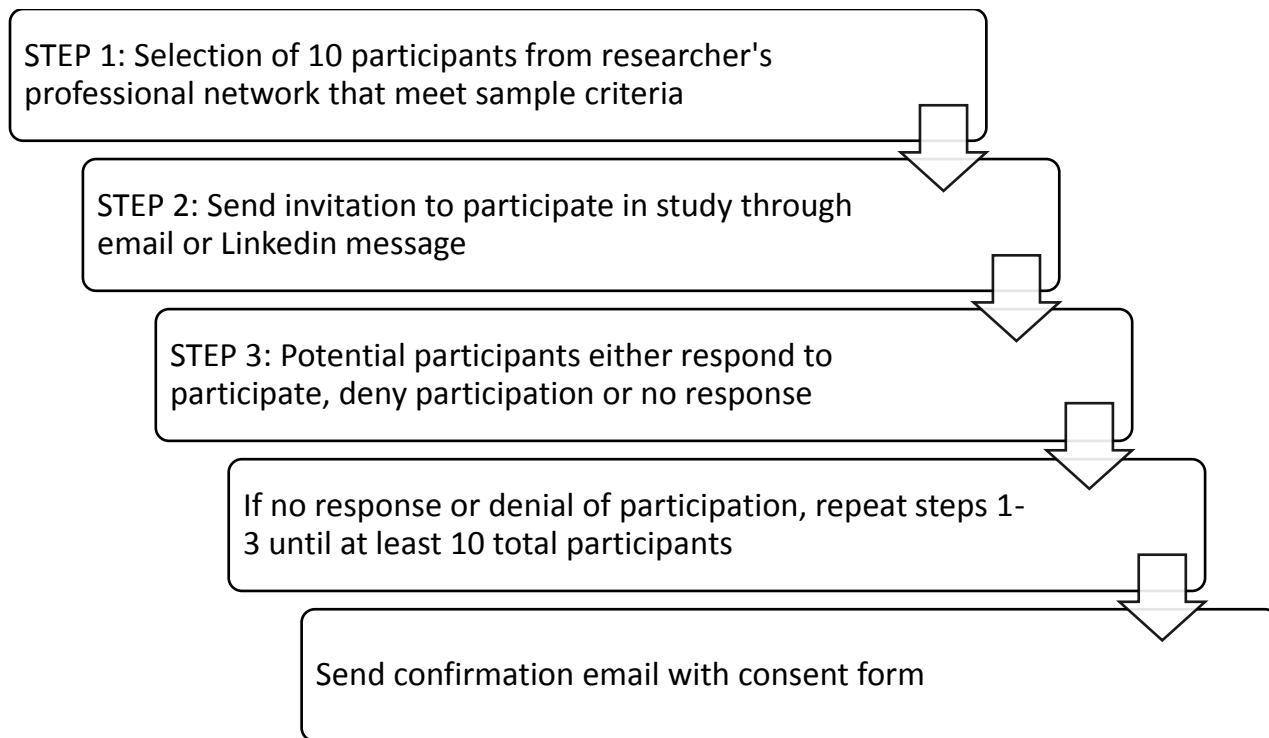 STEP 1: Selection of 10 participants from researcher's
professional network that meet sample criteria
STEP 2: Send invitation to participate in study through
email or Linkedin message
STEP 3: Potential participants either respond to
participate, deny participation or no response
If no response or denial of participation, repeat steps 1-
3 until at least 10 total participants
Send confirmation email with consent form